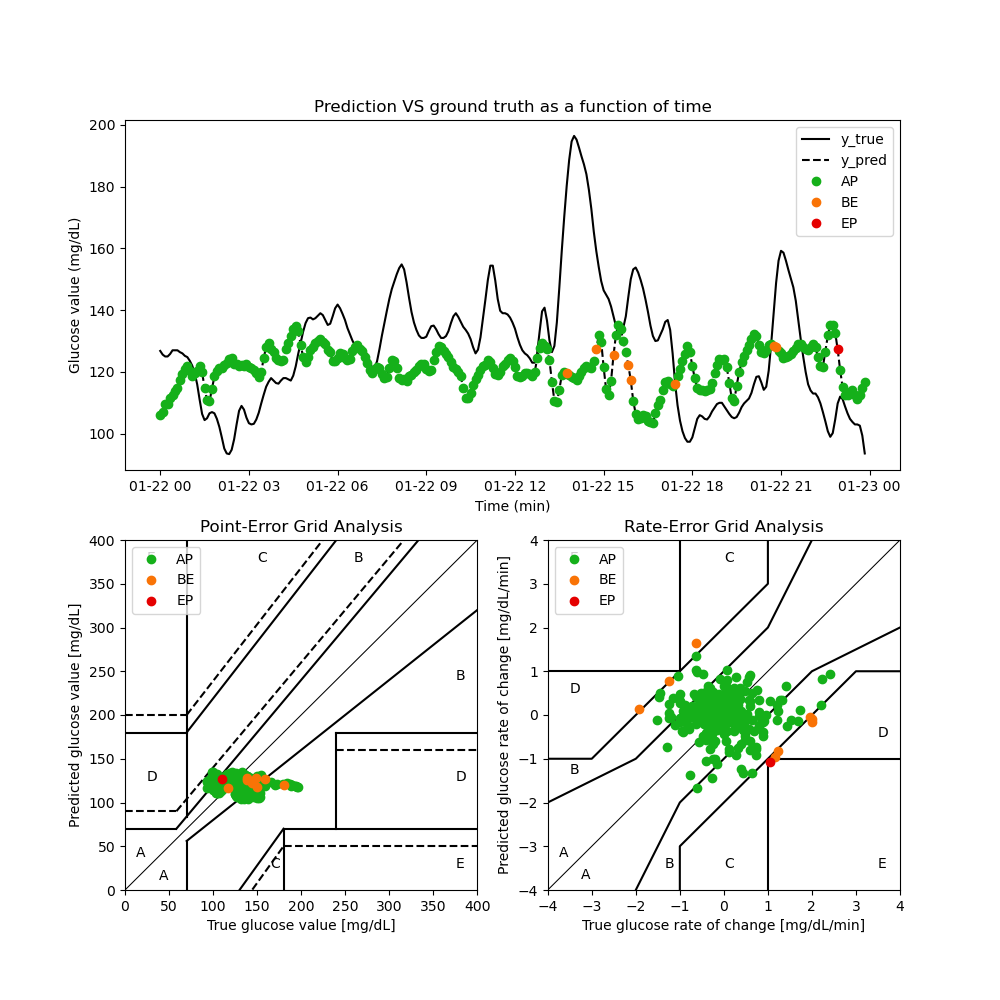 Prediction VS ground truth as a function of time
Glucose value (mg/dL)
200
180
160
140
120
100
y_true
y_pred
AP
BE
EP
01-22 00 01-22 03 01-22 06 01-22 09 01-22 12 01-22 15 01-22 18 01-22 21 01-23 00
Time (min)
Point-Error Grid Analysis
Predicted glucose value [mg/dL]
400
350
300
250
200
150
100
50
0
AP
BE
EP
C
B
B
D
D
A
A
C
E
0 50 100 150 200 250 300 350 400
True glucose value [mg/dL]
Rate-Error Grid Analysis
Predicted glucose rate of change [mg/dL/min]
4
3
2
1
0
−1
−2
−3
−4
AP
BE
EP
C
D
D
B
A
A
B
C
E
−4 −3 −2 −1 0 1 2 3 4
True glucose rate of change [mg/dL/min]